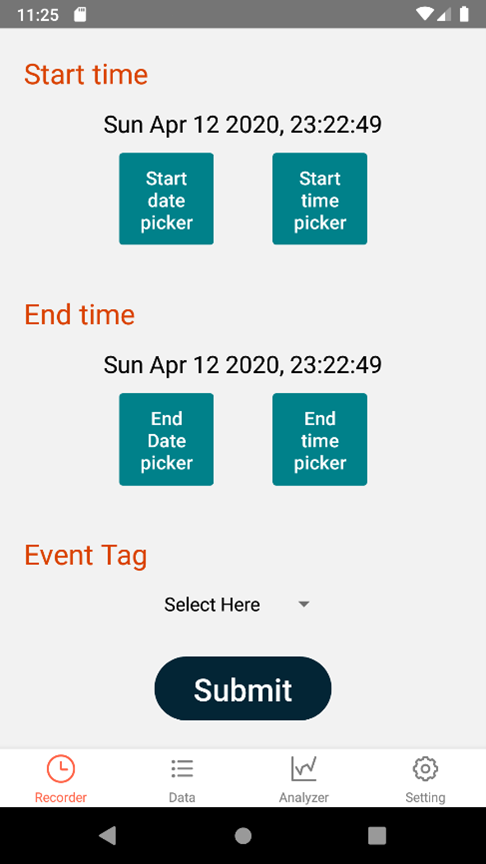 11:25
Start time
Sun Apr 12 2020, 23:22:49
Start
date
picker
Start
time
picker
End time
Sun Apr 12 2020, 23:22:49
End
Date
picker
End
time
picker
Event Tag
Select Here
Submit
Recorder
Data
Analyzer
Setting